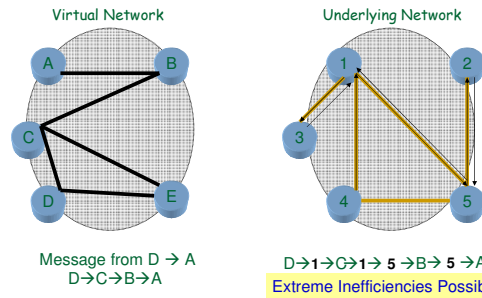 Virtual Network
A
B
C
D
E
Message from D → A
D→C→B→A
Underlying Network
1
2
3
4
5
D→1→C→1→ 5 →B→ 5 →A
Extreme Inefficiencies Possib